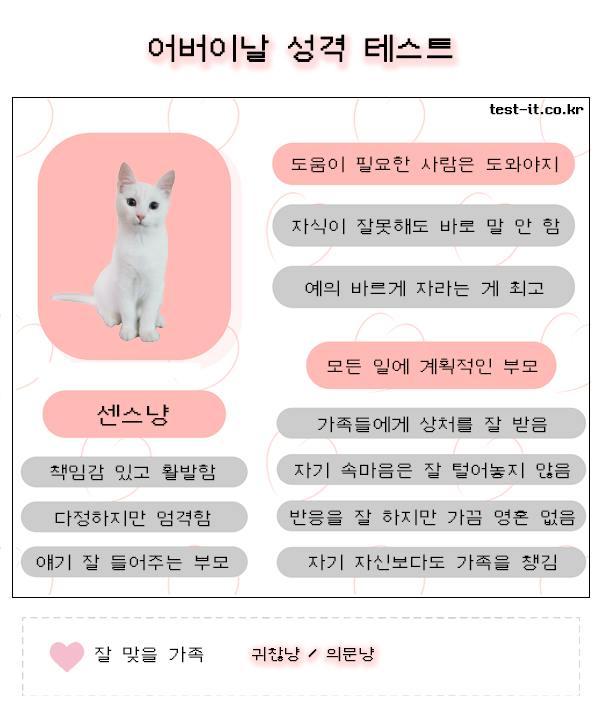 어버이날 성격 테스트
test-it.co.kr
도움이 필요한 사람은 도와야지
자식이 잘못해도 바로 말 안 함
예의 바르게 자라는 게 최고
모든 일에 계획적인 부모
센스냥
가족들에게 상처를 잘 받음
책임감 있고 활발함
자기 속마음은 잘 털어놓지 않음
다정하지만 엄격함
반응을 잘 하지만 가끔 영혼 없음
얘기 잘 들어주는 부모
자기 자신보다도 가족을 챙김
잘 맞을 가족 귀찮냥 / 의문냥